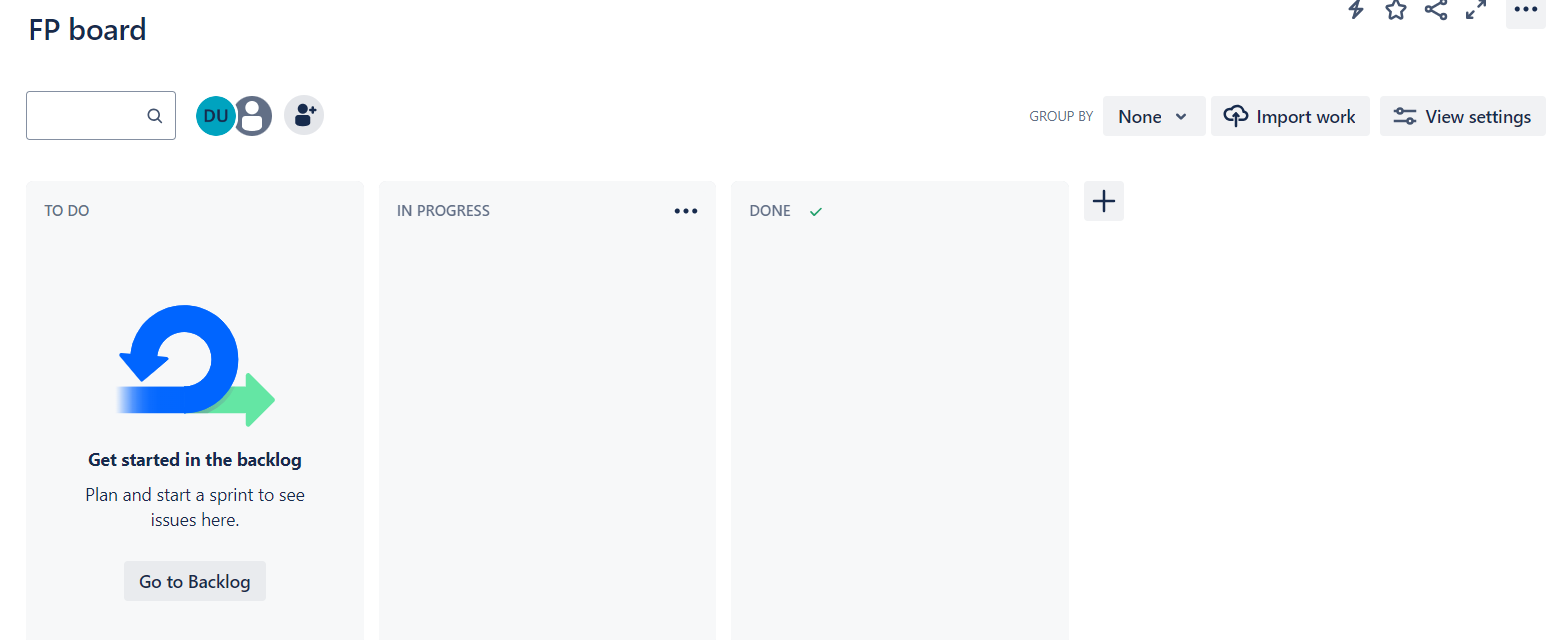 FP board
DU
GROUP BY
None
Import work
View settings
TO DO
IN PROGRESS
DONE
Get started in the backlog
Plan and start a sprint to see
issues here.
Go to Backlog